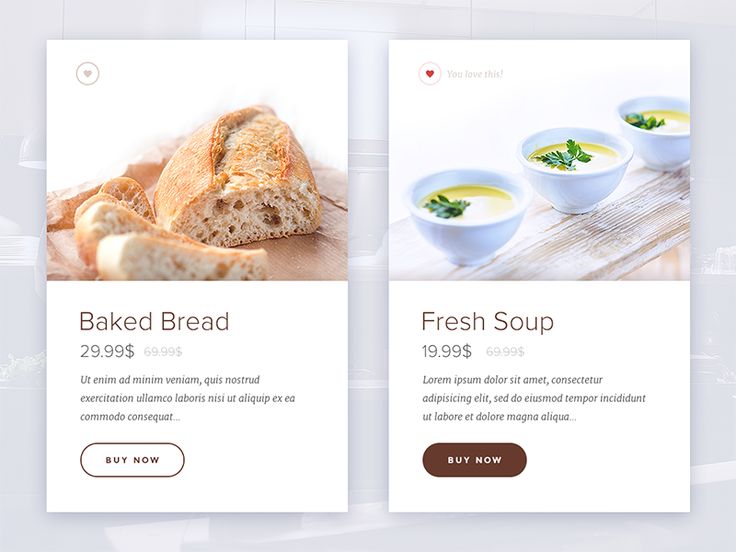 Baked Bread
29.99$ 69.99$
Ut enim ad minim veniam, quis nostrud
exercitation ullamco laboris nisi ut aliquip ex ea
commodo consequat...
BUY NOW
You love this!
Fresh Soup
19.99$ 69.99$
Lorem ipsum dolor sit amet, consectetur
adipisicing elit, sed do eiusmod tempor incididunt
ut labore et dolore magna aliqua...
BUY NOW